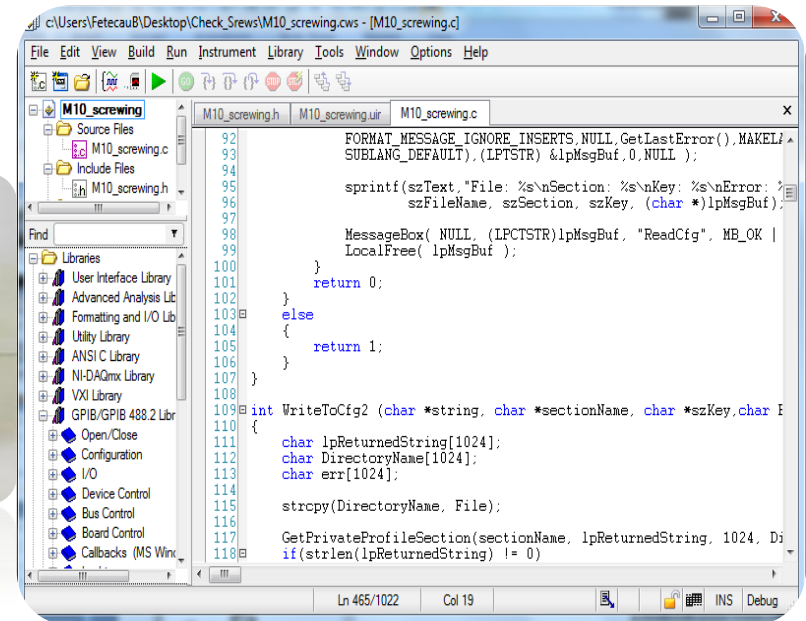 c:\Users\FetecauB\Desktop\Check_Srews\M10_screwing.cws - [M10_screwing.c]
File Edit View Build Run Instrument Library Tools Window Options Help
M10_screwing
Source Files
M10_screwing.c
Include Files
M10_screwing.h
Find
Libraries
User Interface Library
Advanced Analysis Lib
Formatting and I/O Lib
Utility Library
ANSI C Library
NI-DAQmx Library
VXI Library
GPIB/GPIB 488.2 Libr
Open/Close
Configuration
I/O
Device Control
Bus Control
Board Control
Callbacks (MS Winc
M10_screwing.h M10_screwing.uir M10_screwing.c
92 FORMAT_MESSAGE_IGNORE_INSERTS,NULL,GetLastError(),MAKELA
93 SUBLANG_DEFAULT),(LPTSTR) &lpMsgBuf,0,NULL );
94
95 sprintf(szText,"File: %s\nSection: %s\nKey: %s\nError: %
96 szFileName, szSection, szKey, (char *)lpMsgBuf);
97
98 MessageBox( NULL, (LPCTSTR)lpMsgBuf, "ReadCfg", MB_OK |
99 LocalFree( lpMsgBuf );
100 }
101 return 0;
102 }
103 else
104 {
105 return 1;
106 }
107 }
108
109 int WriteToCfg2 (char *string, char *sectionName, char *szKey,char F
110 {
111 char lpReturnedString[1024];
112 char DirectoryName[1024];
113 char err[1024];
114
115 strcpy(DirectoryName, File);
116
117 GetPrivateProfileSection(sectionName, lpReturnedString, 1024, Di
118 if(strlen(lpReturnedString) != 0)
Ln 465/1022 Col 19 INS Debug